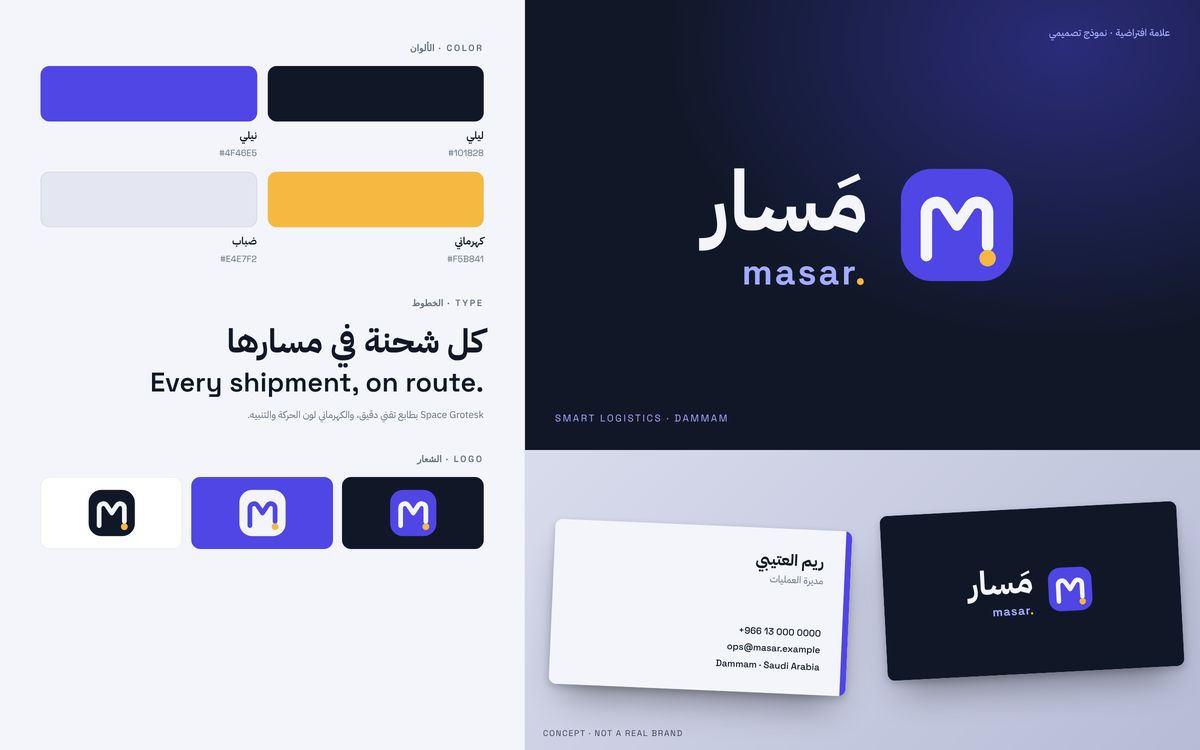 علامة افتراضية · نموذج تصميمي
مَسار
masar.
SMART LOGISTICS · DAMMAM
COLOR · الألوان
ليلي
#101828
نيلي
#4F46E5
كهرماني
#F5B841
ضباب
#E4E7F2
TYPE · الخطوط
كل شحنة في مسارها
Every shipment, on route.
Space Grotesk بطابع تقني دقيق، والكهرماني لون الحركة والتنبيه.
LOGO · الشعار
مَسار
masar.
ريم العتيبي
مديرة العمليات
+966 13 000 0000
ops@masar.example
Dammam · Saudi Arabia
CONCEPT · NOT A REAL BRAND